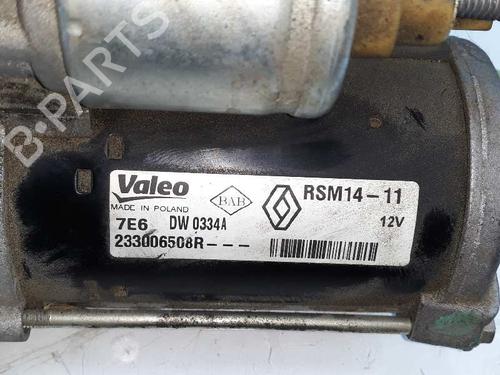 B-PARTS
Valeo
MADE IN POLAND
BAB
RSM14-11
12V
7E6 DW 0334A
233006508R---